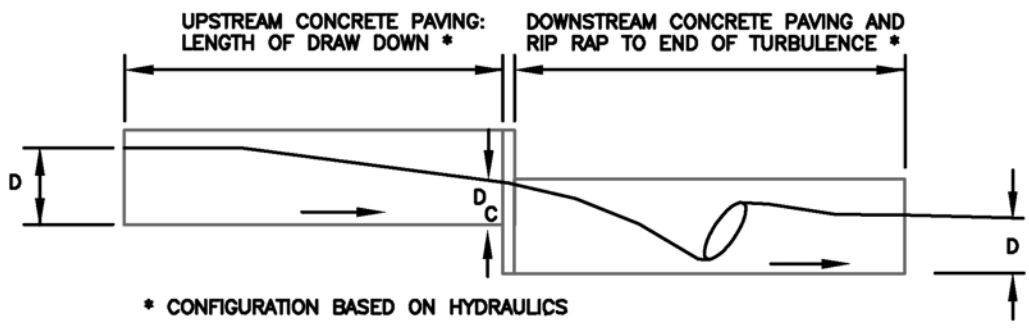 UPSTREAM CONCRETE PAVING:
LENGTH OF DRAW DOWN *
DOWNSTREAM CONCRETE PAVING AND
RIP RAP TO END OF TURBULENCE *
D
D
C
D
* CONFIGURATION BASED ON HYDRAULICS